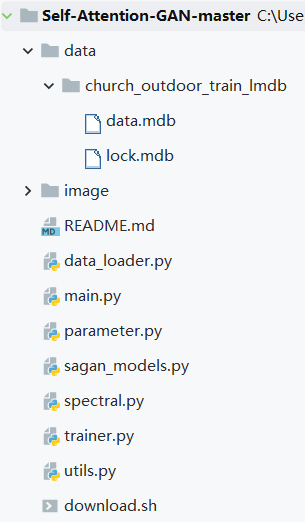 Self-Attention-GAN-master C:\Use
data
church_outdoor_train_lmdb
data.mdb
lock.mdb
image
MD README.md
data_loader.py
main.py
parameter.py
sagan_models.py
spectral.py
trainer.py
utils.py
download.sh